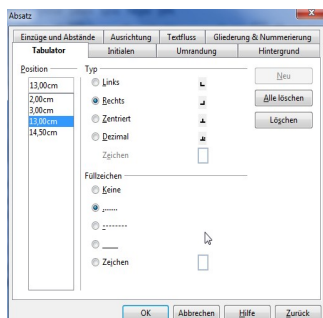 Absatz
Einzüge und Abstände Ausrichtung Textfluss Gliederung & Nummerierung
Tabulator Initialen Umrandung Hintergrund
Position Typ
13,00cm Links Neu
2,00cm Rechts Alle löschen
3,00cm
13,00cm Zentriert Löschen
14,50cm Dezimal
Zeichen
Füllzeichen
Keine
.......
--------
____
Zeichen
OK Abbrechen Hilfe Zurück